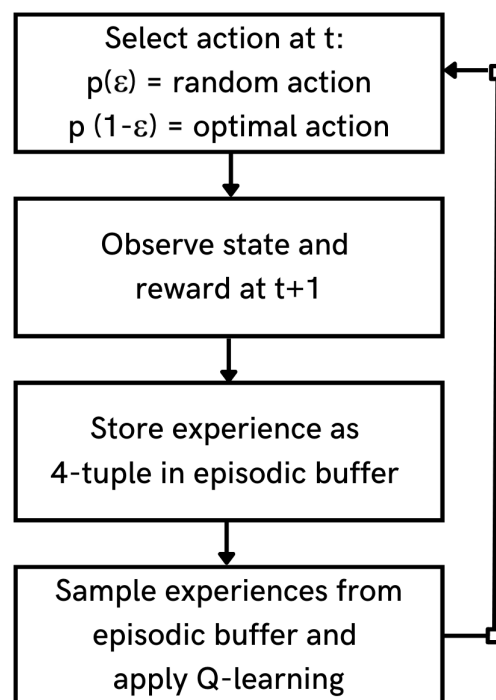 Select action at t:
p(ε) = random action
p (1-ε) = optimal action
Observe state and
reward at t+1
Store experience as
4-tuple in episodic buffer
Sample experiences from
episodic buffer and
apply Q-learning